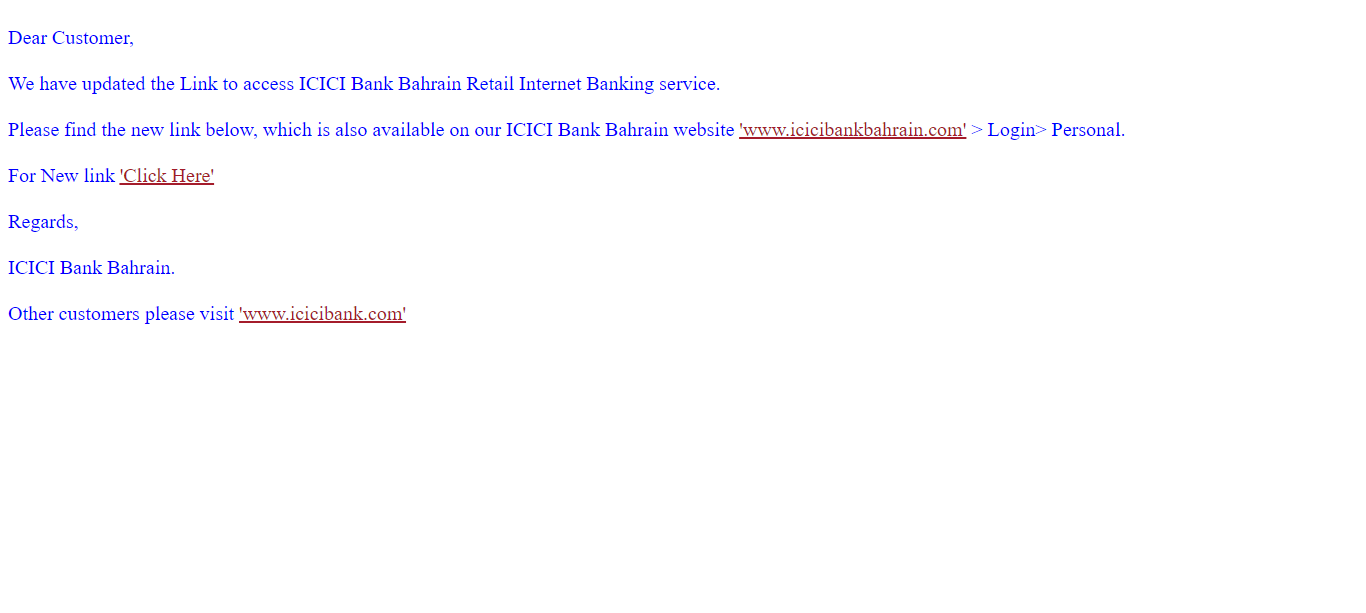 Dear Customer,
We have updated the Link to access ICICI Bank Bahrain Retail Internet Banking service.
Please find the new link below, which is also available on our ICICI Bank Bahrain website 'www.icicibankbahrain.com' > Login> Personal.
For New link 'Click Here'
Regards,
ICICI Bank Bahrain.
Other customers please visit 'www.icicibank.com'